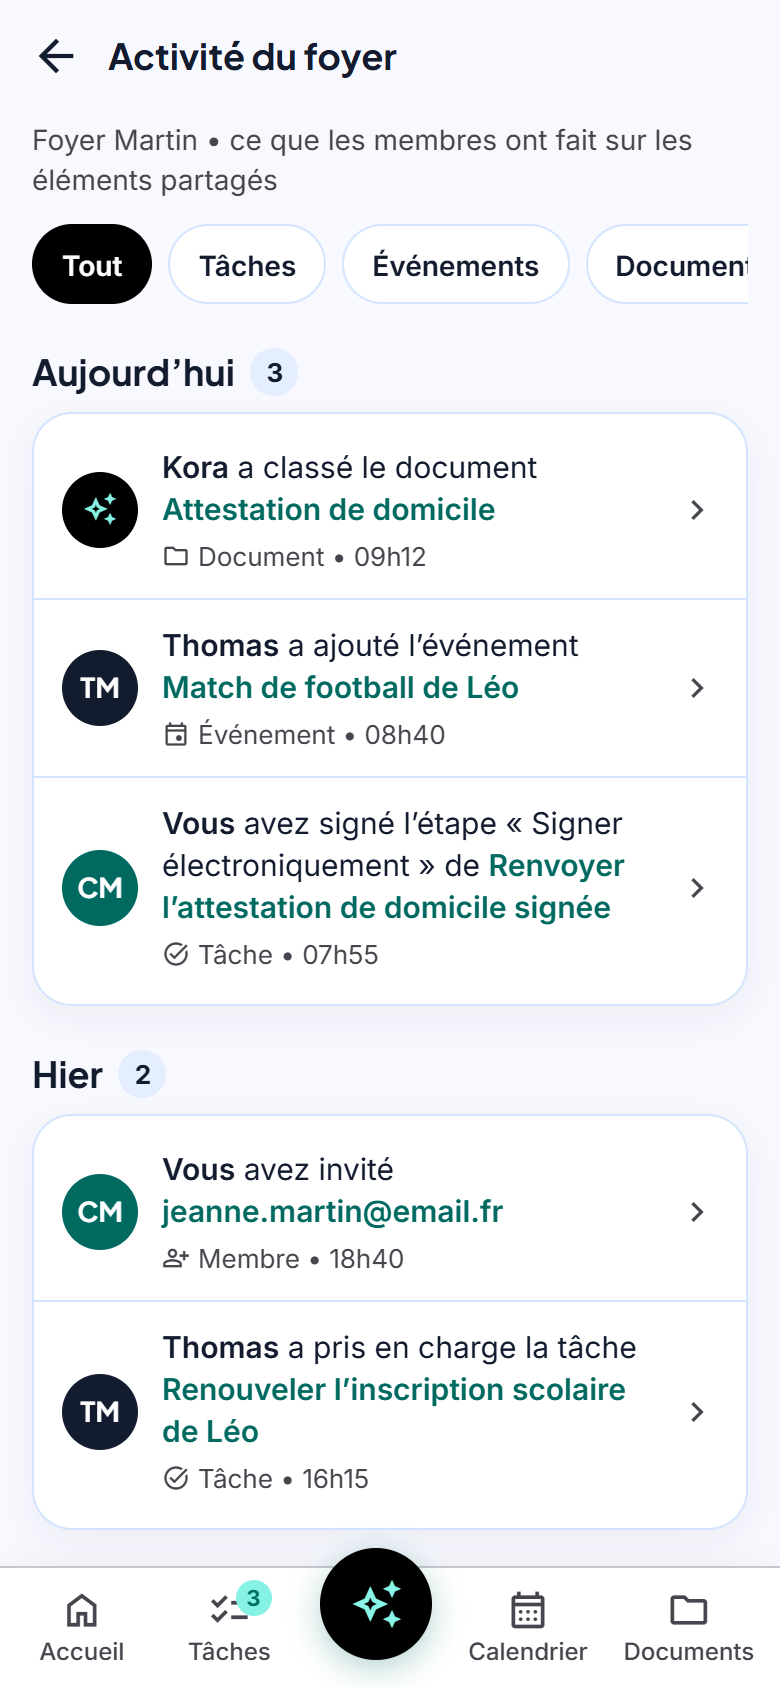 Activité du foyer
Foyer Martin • ce que les membres ont fait sur les
éléments partagés
Tout
Tâches
Événements
Document
Aujourd’hui
3
Kora a classé le document
Attestation de domicile
Document • 09h12
TM
Thomas a ajouté l’événement
Match de football de Léo
Événement • 08h40
CM
Vous avez signé l’étape « Signer
électroniquement » de Renvoyer
l’attestation de domicile signée
Tâche • 07h55
Hier
2
CM
Vous avez invité
jeanne.martin@email.fr
Membre • 18h40
TM
Thomas a pris en charge la tâche
Renouveler l’inscription scolaire
de Léo
Tâche • 16h15
Accueil
3
Tâches
Calendrier
Documents